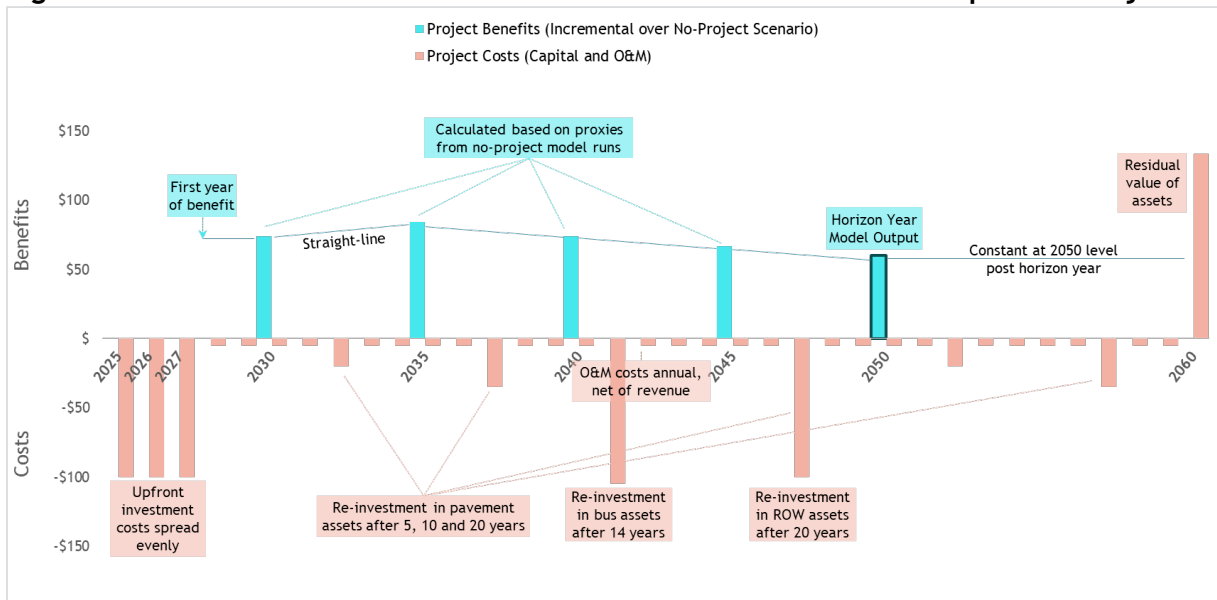 Project Benefits (Incremental over No-Project Scenario)
Project Costs (Capital and O&M)
$150
$100
$50
$
-$50
-$100
-$150
Benefits
Costs
Calculated based on proxies
from no-project model runs
First year
of benefit
Straight-line
Horizon Year
Model Output
Constant at 2050 level
post horizon year
Residual
value of
assets
2025
2026
2027
2030
2035
2040
2045
2050
2060
O&M costs annual,
net of revenue
Upfront
investment
costs spread
evenly
Re-investment in pavement
assets after 5, 10 and 20 years
Re-investment
in bus assets
after 14 years
Re-investment
in ROW assets
after 20 years